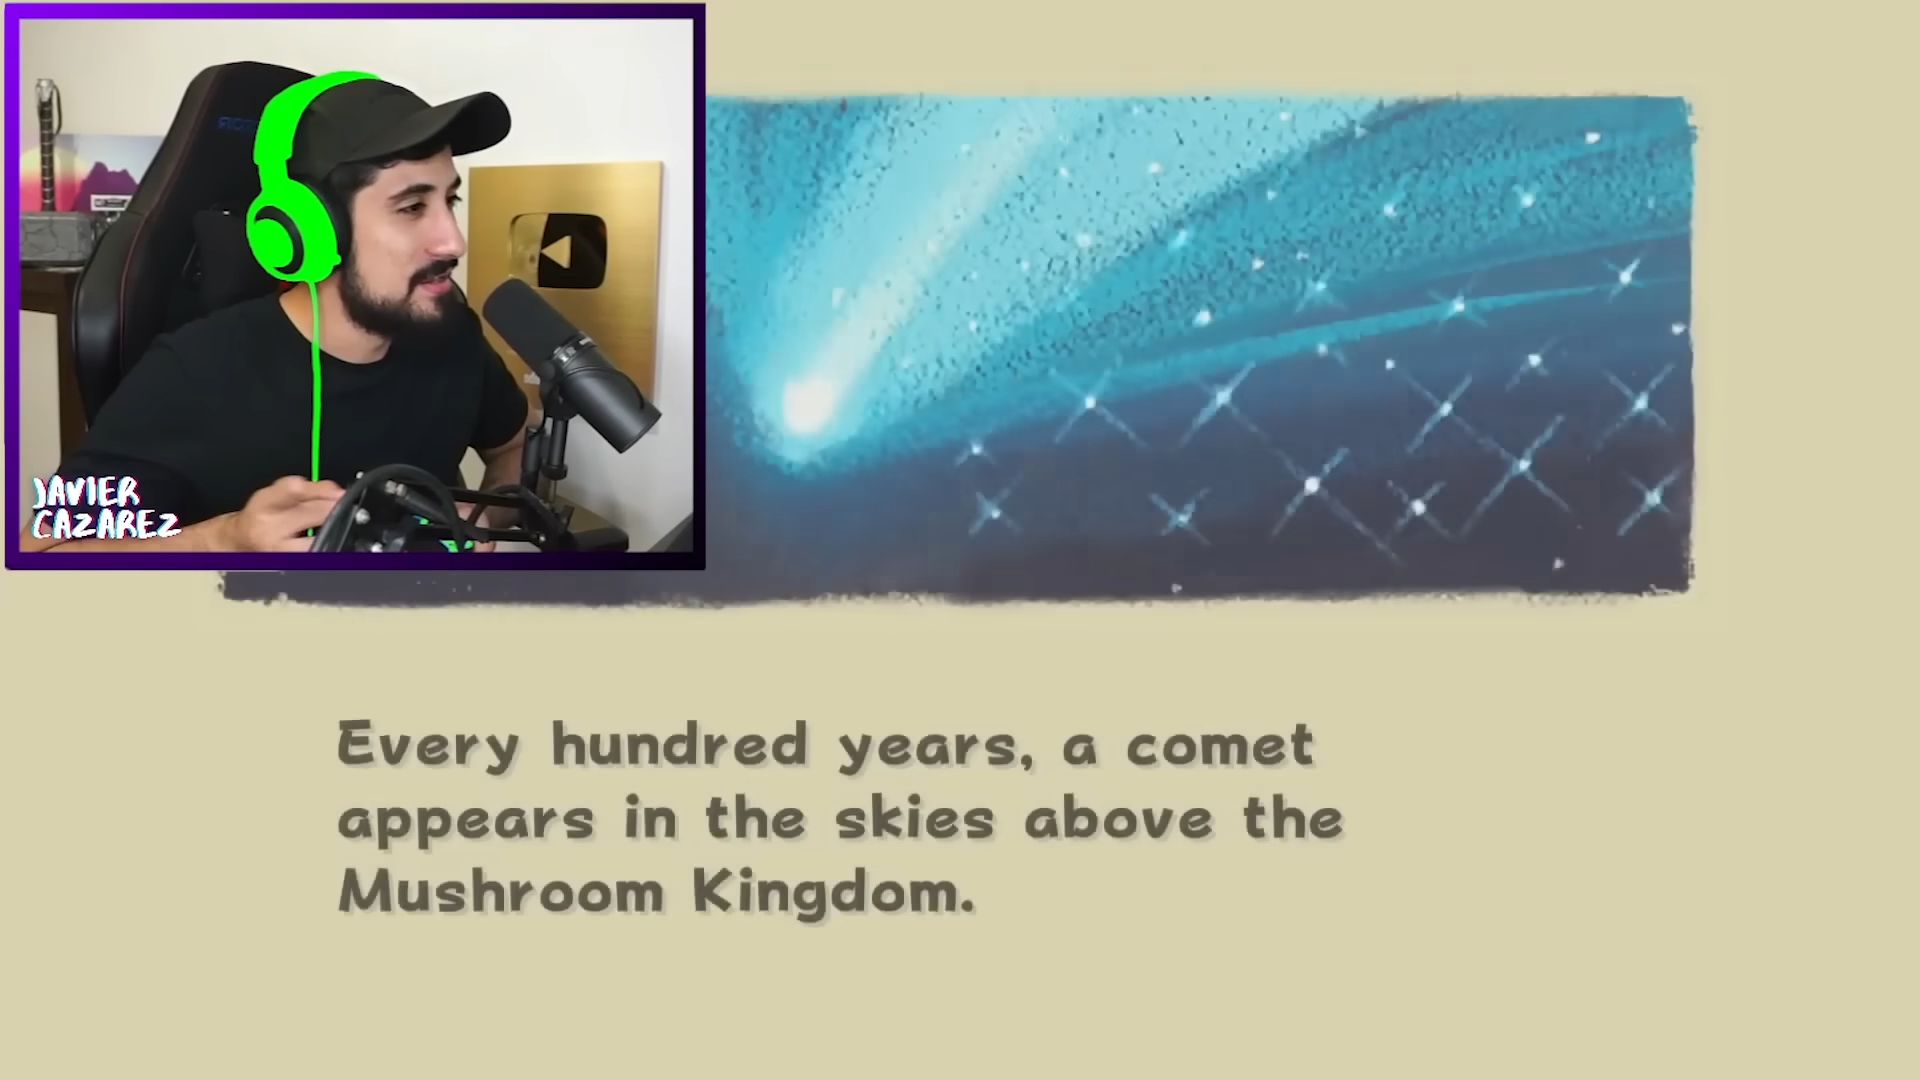 JAVIER
CAZAREZ
Every hundred years, a comet
appears in the skies above the
Mushroom Kingdom.